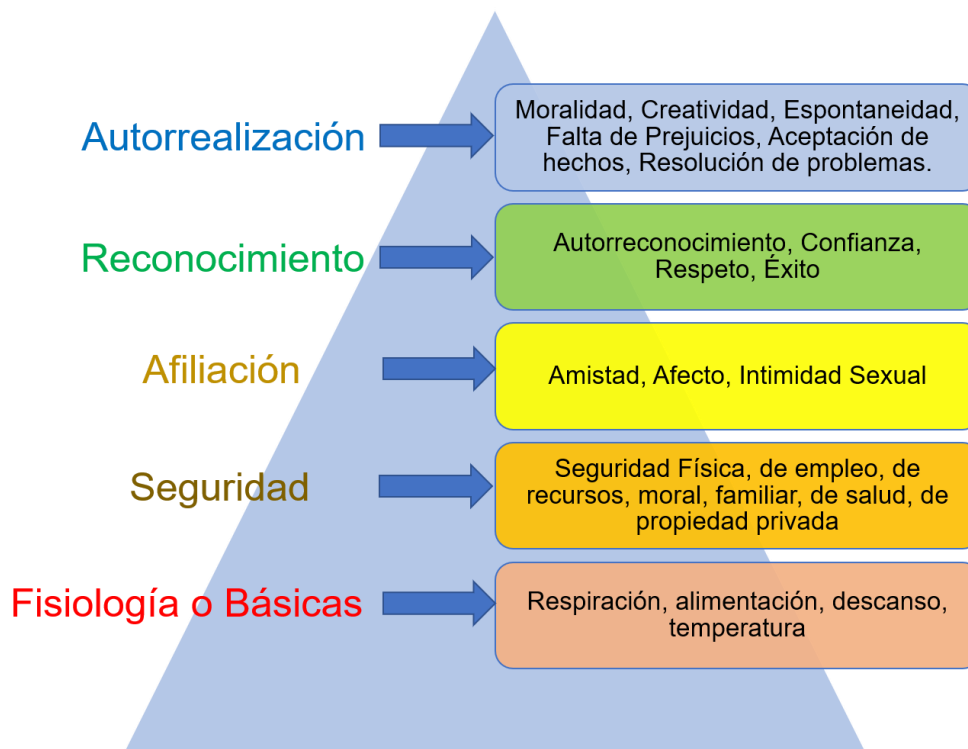 Autorrealización
Moralidad, Creatividad, Espontaneidad,
Falta de Prejuicios, Aceptación de
hechos, Resolución de problemas.
Reconocimiento
Autorreconocimiento, Confianza,
Respeto, Éxito
Afiliación
Amistad, Afecto, Intimidad Sexual
Seguridad
Seguridad Física, de empleo, de
recursos, moral, familiar, de salud, de
propiedad privada
Fisiología o Básicas
Respiración, alimentación, descanso,
temperatura